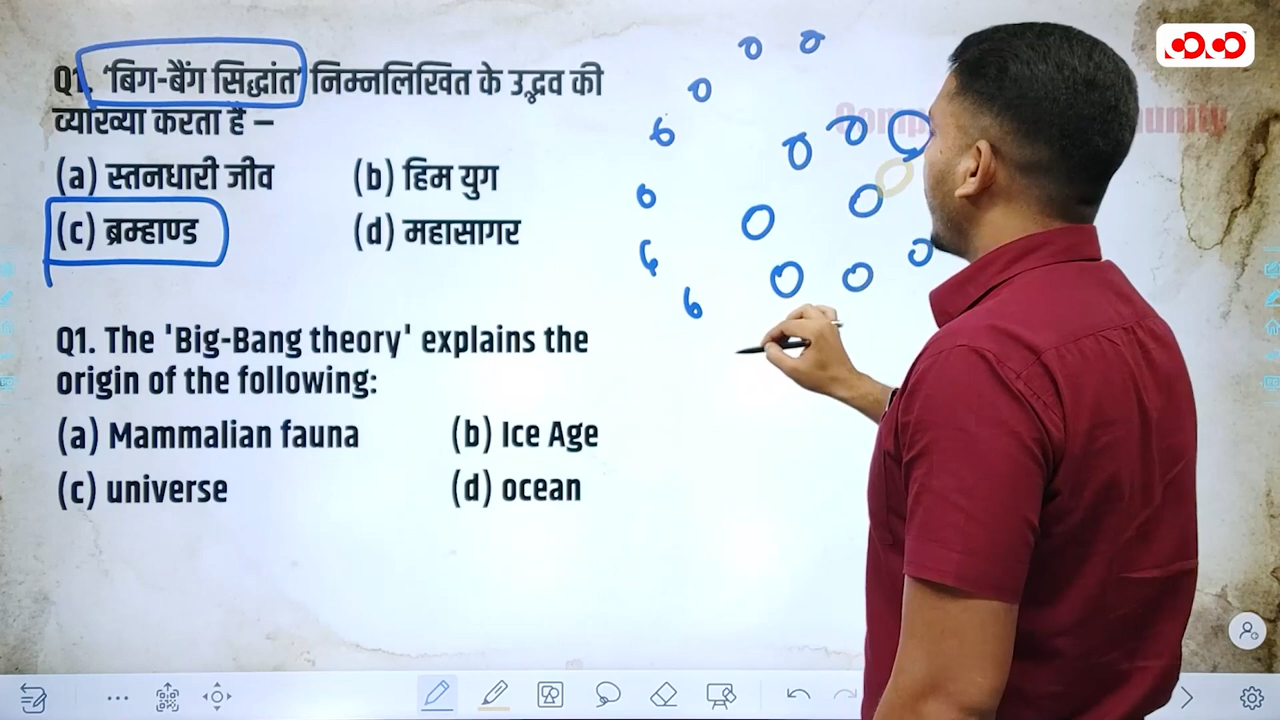 Q1. 'बिग-बैंग सिद्धांत' निम्नलिखित के उद्भव की
व्याख्या करता है –
(a) स्तनधारी जीव (b) हिम युग
(c) ब्रम्हाण्ड (d) महासागर
Q1. The 'Big-Bang theory' explains the
origin of the following:
(a) Mammalian fauna (b) Ice Age
(c) universe (d) ocean